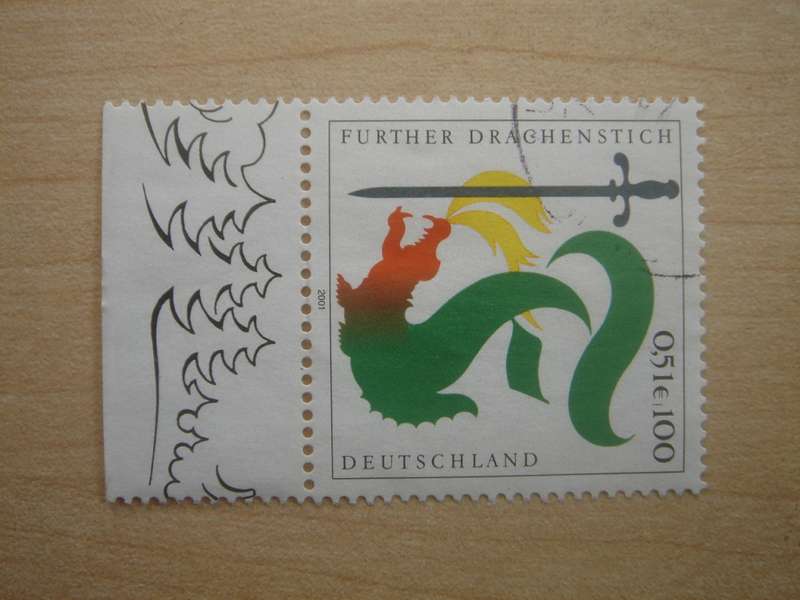 FURTHER DRACHENSTICH
2001
0,51€|100
DEUTSCHLAND